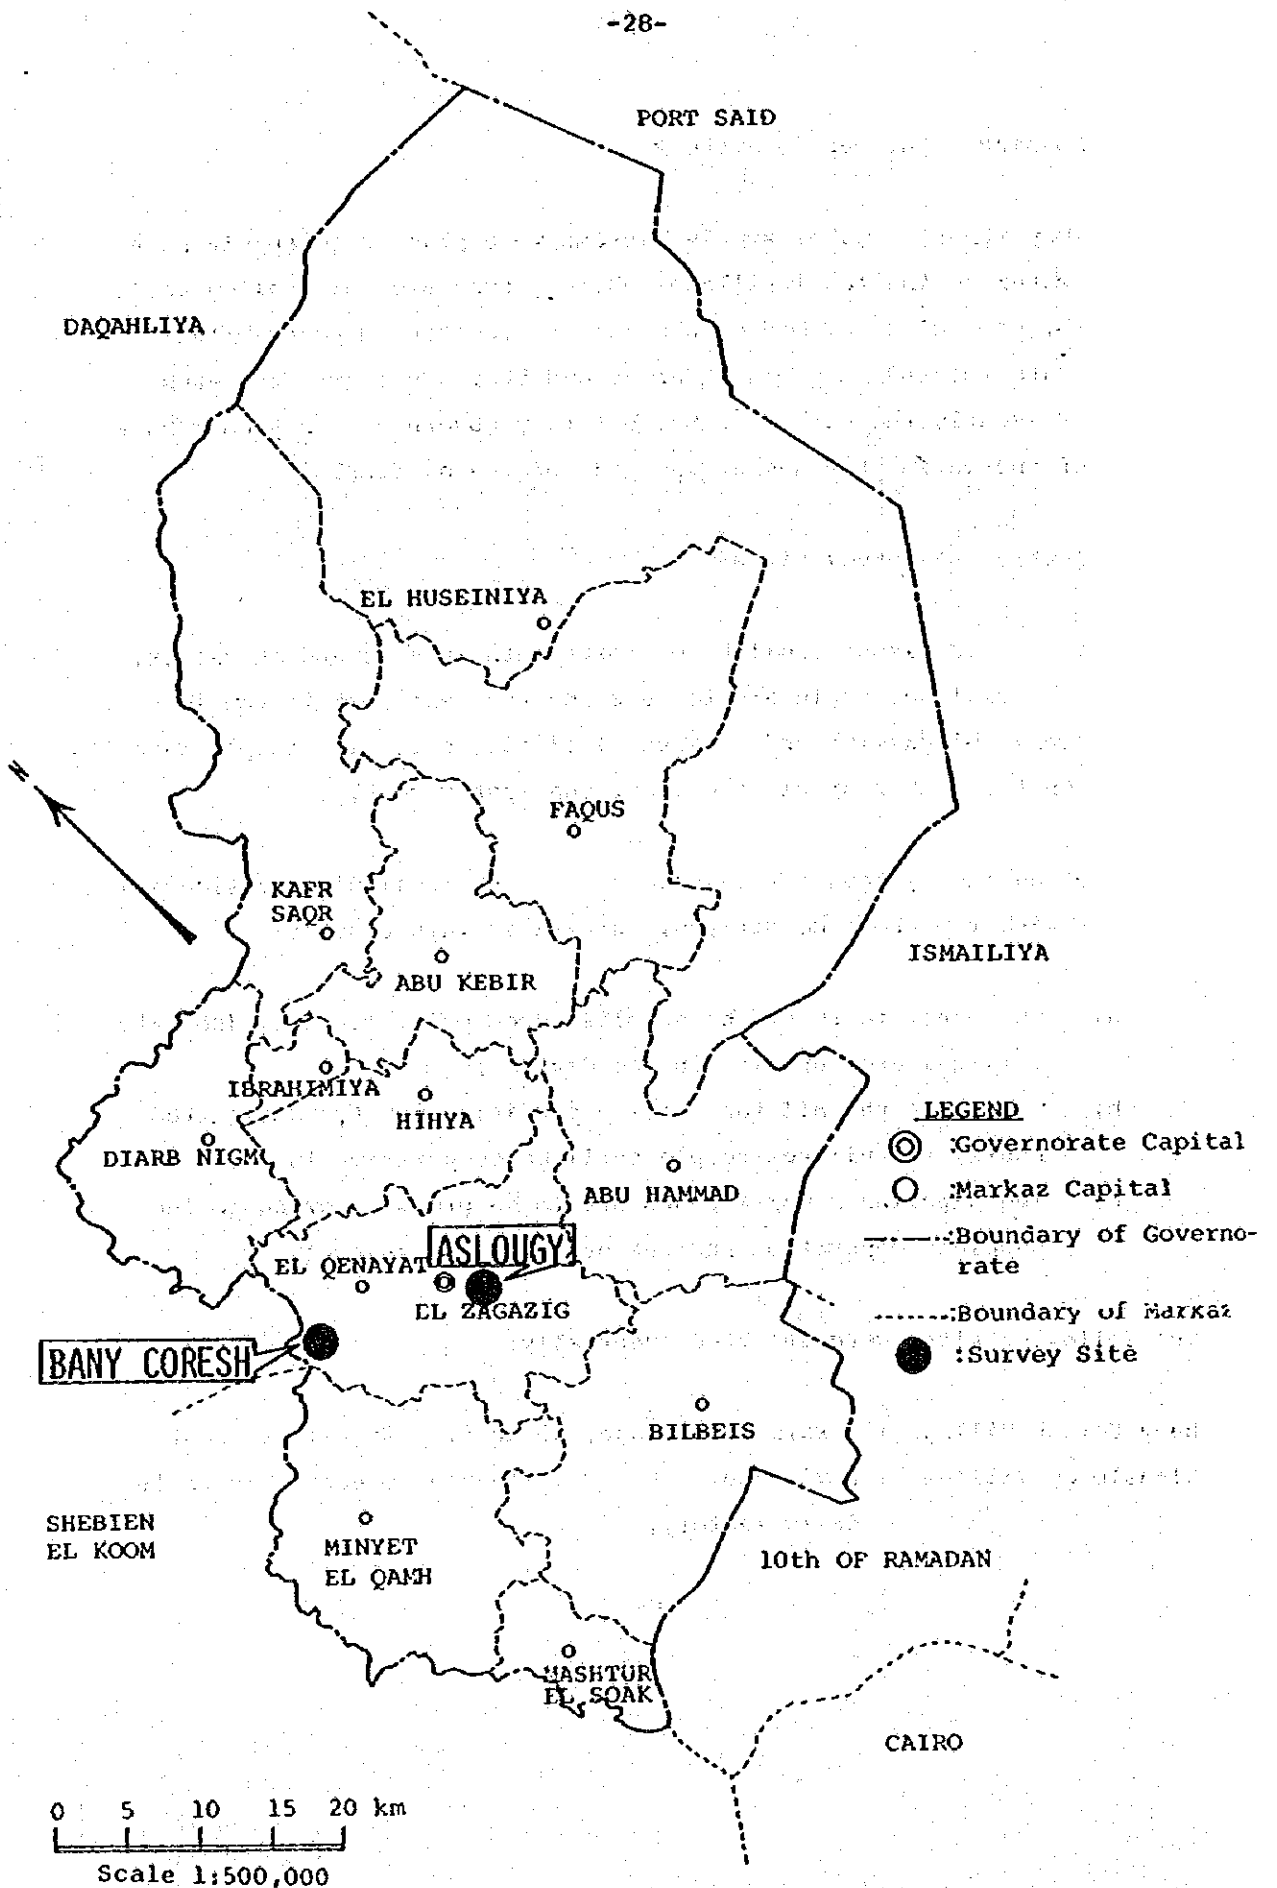 -28-
PORT SAID
DAQAHLIYA
EL HUSEINIYA
N
FAQUS
KAFR
SAQR
ISMAILIYA
ABU KEBIR
IBRAHIMIYA
HIHYA
DIARB NIGM
ABU HAMMAD
LEGEND
:Governorate Capital
:Markaz Capital
:Boundary of Governo-
rate
:Boundary of Markaz
:Survey Site
ASLOUGY
EL QENAYAT
EL ZAGAZIG
BANY CORESH
BILBEIS
SHEBIEN
EL KOOM
MINYET
EL QAMH
10th OF RAMADAN
MASHTUR
EL SOAK
CAIRO
0 5 10 15 20 km
Scale 1:500,000